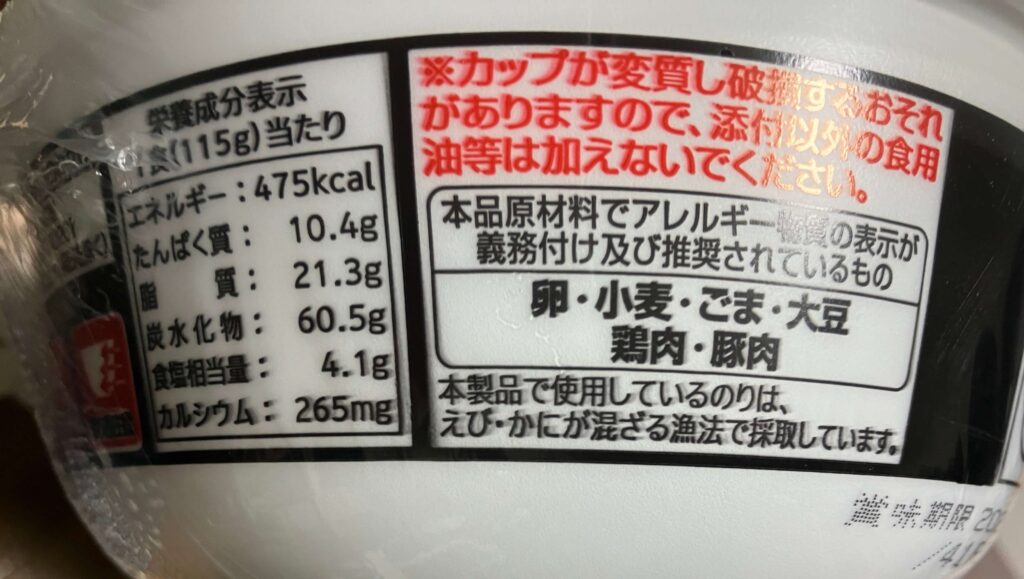 栄養成分表示
1食(115g)当たり
エネルギー:475kcal
たんぱく質: 10.4g
脂　質: 21.3g
炭水化物: 60.5g
食塩相当量: 4.1g
カルシウム: 265mg
※カップが変質し破損するおそれ
がありますので、添付以外の食用
油等は加えないでください。
本品原材料でアレルギー物質の表示が
義務付け及び推奨されているもの
卵・小麦・ごま・大豆
鶏肉・豚肉
本製品で使用しているのりは、
えび・かにが混ざる漁法で採取しています。
賞味期限